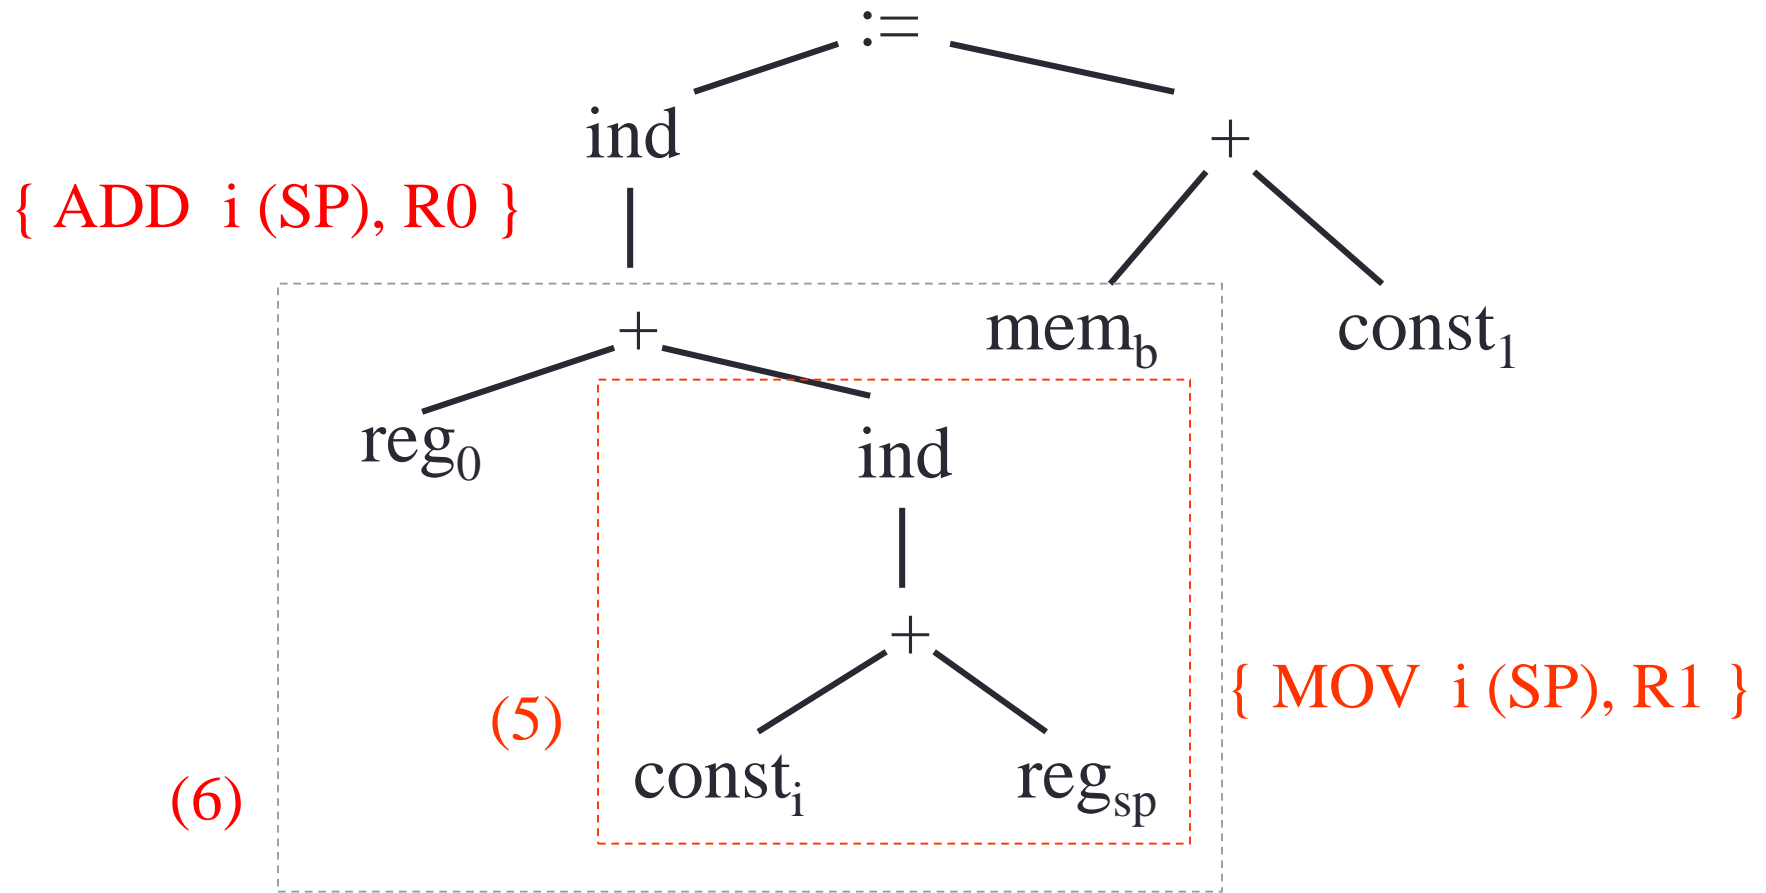 :=
ind
+
{ ADD i (SP), R0 }
+
mem_b
const_1
reg_0
ind
+
{ MOV i (SP), R1 }
(5)
const_i
reg_sp
(6)